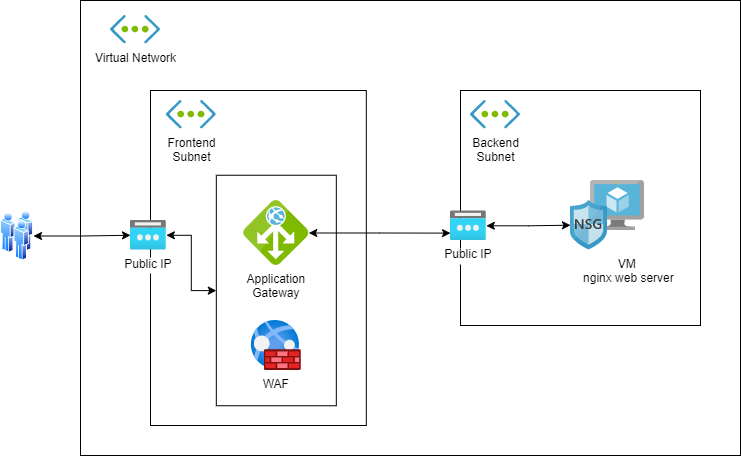 Virtual Network
Frontend
Subnet
Backend
Subnet
Public IP
Application
Gateway
WAF
Public IP
NSG
VM
nginx web server